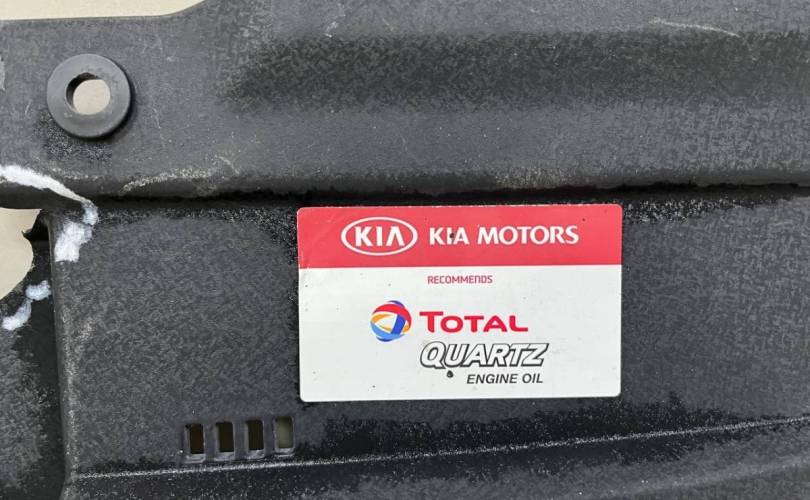 KIA KIA MOTORS
RECOMMENDS
TOTAL
QUARTZ
ENGINE OIL